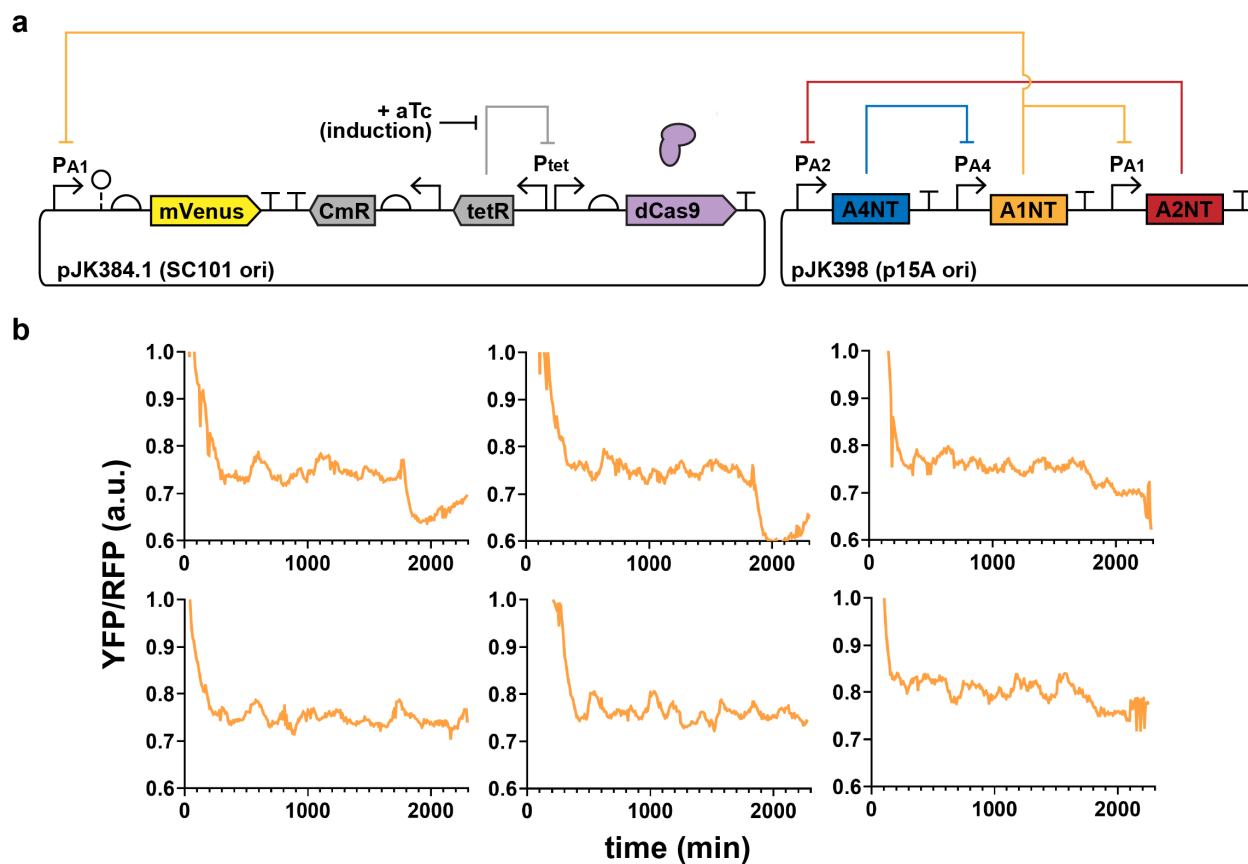 a
+ aTc
(induction)
PA1
Ptet
PA2
PA4
PA1
mVenus
CmR
tetR
dCas9
A4NT
A1NT
A2NT
pJK384.1 (SC101 ori)
pJK398 (p15A ori)
b
YFP/RFP (a.u.)
1.0
0.9
0.8
0.7
0.6
0
1000
2000
1.0
0.9
0.8
0.7
0.6
0
1000
2000
1.0
0.9
0.8
0.7
0.6
0
1000
2000
1.0
0.9
0.8
0.7
0.6
0
1000
2000
1.0
0.9
0.8
0.7
0.6
0
1000
2000
1.0
0.9
0.8
0.7
0.6
0
1000
2000
time (min)